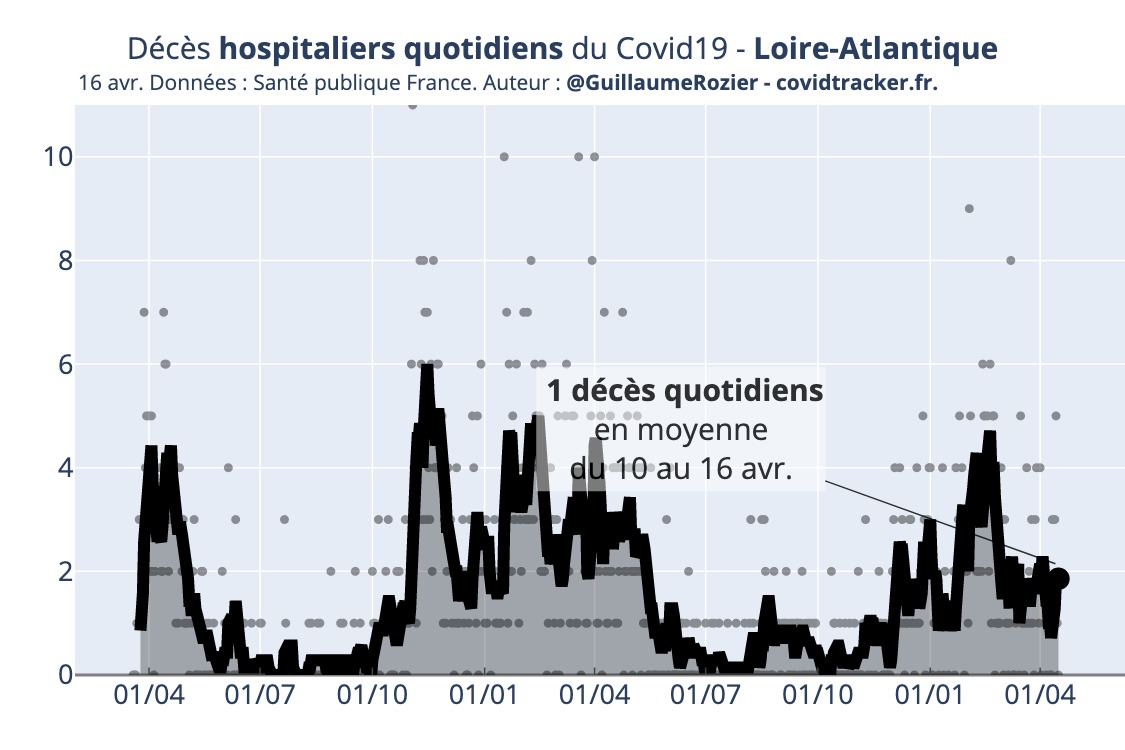 Décès hospitaliers quotidiens du Covid19 - Loire-Atlantique
16 avr. Données : Santé publique France. Auteur : @GuillaumeRozier - covidtracker.fr.
10
8
6
1 décès quotidiens
en moyenne
4
du 10 au 16 avr.
2
0
01/04 01/07 01/10 01/01 01/04 01/07 01/10 01/01 01/04